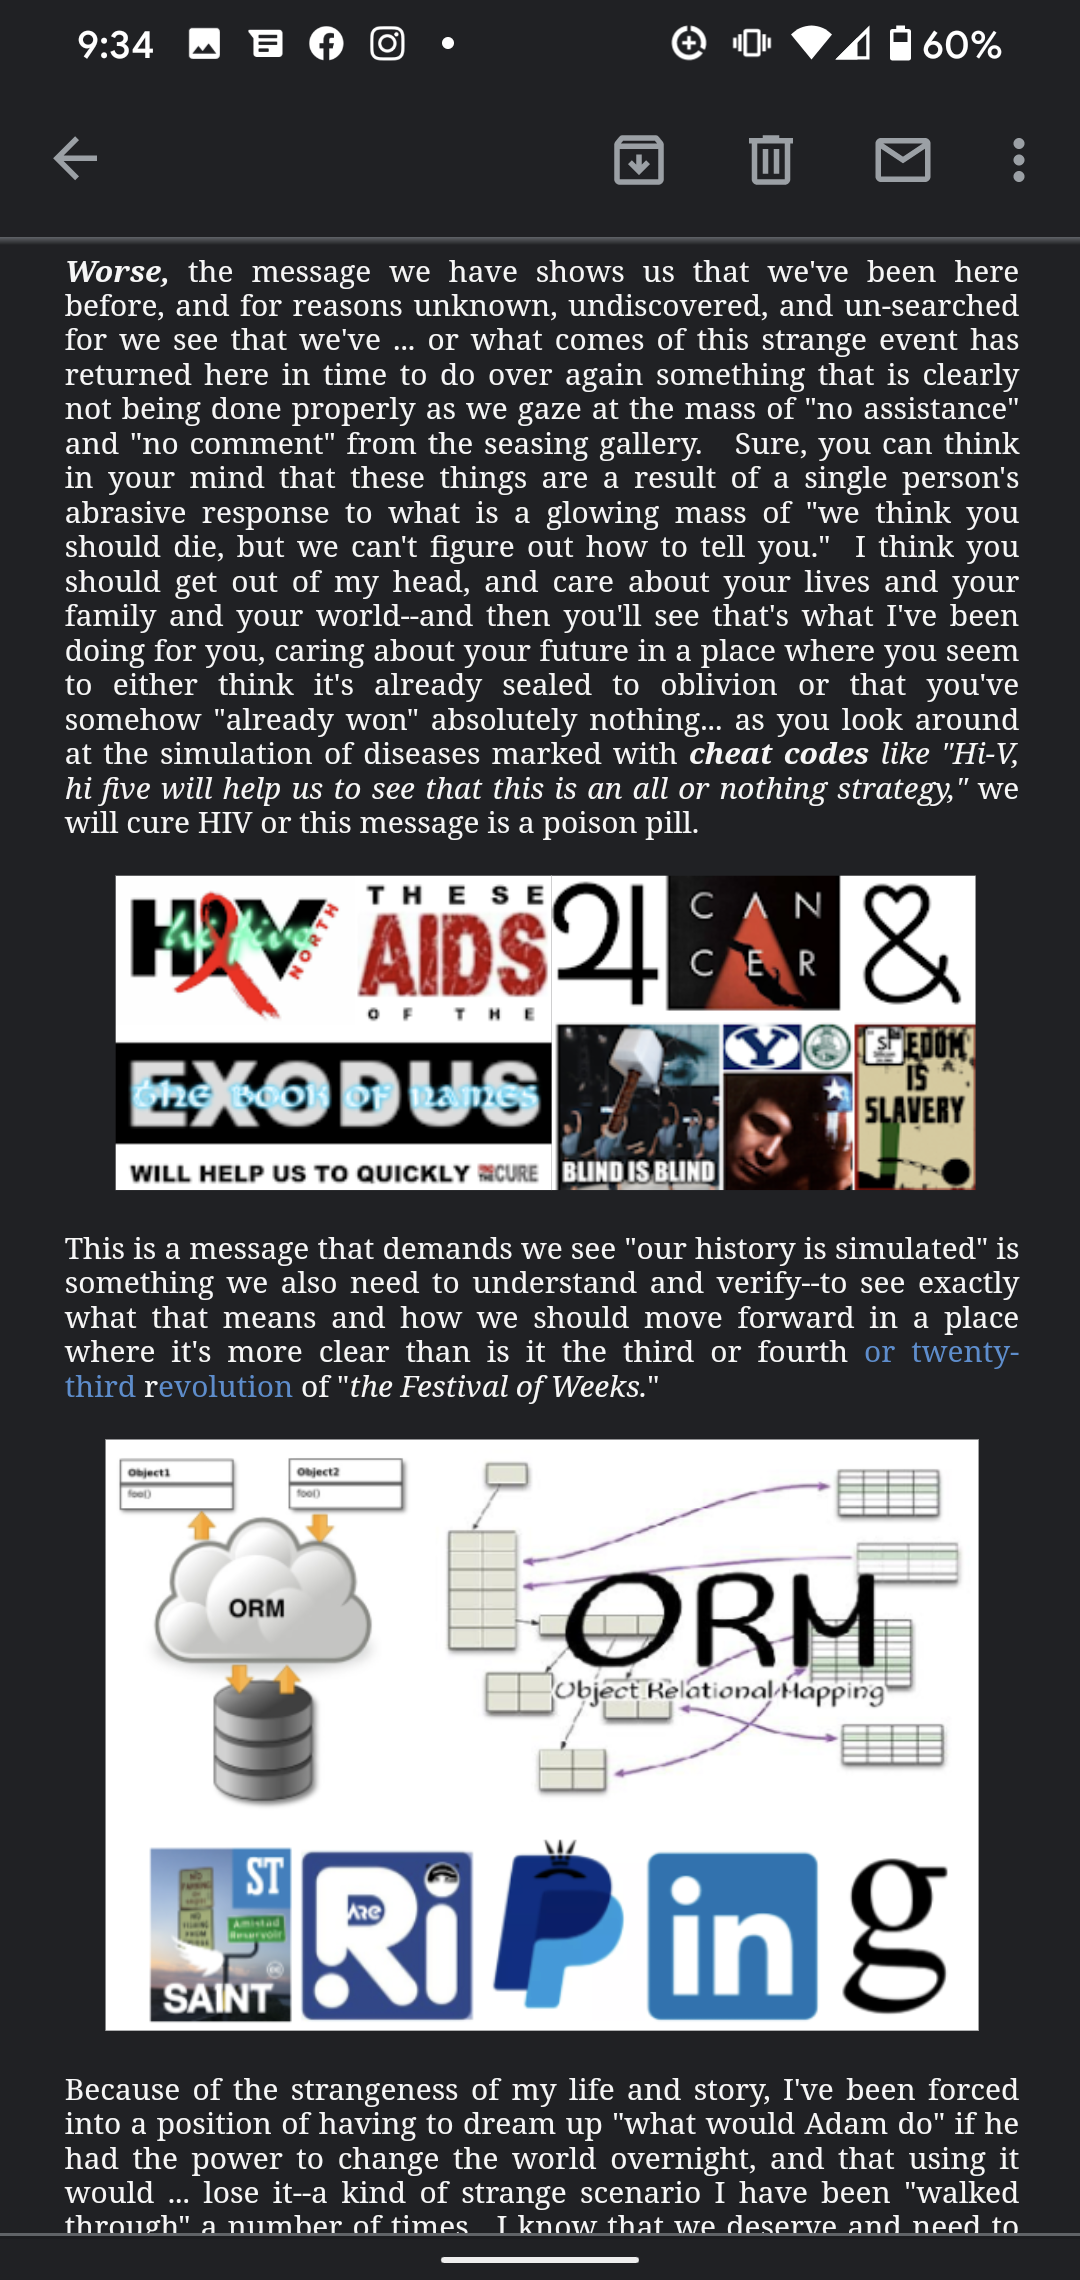 9:34
60%
Worse, the message we have shows us that we've been here
before, and for reasons unknown, undiscovered, and un-searched
for we see that we've ... or what comes of this strange event has
returned here in time to do over again something that is clearly
not being done properly as we gaze at the mass of "no assistance"
and "no comment" from the seasing gallery. Sure, you can think
in your mind that these things are a result of a single person's
abrasive response to what is a glowing mass of "we think you
should die, but we can't figure out how to tell you." I think you
should get out of my head, and care about your lives and your
family and your world--and then you'll see that's what I've been
doing for you, caring about your future in a place where you seem
to either think it's already sealed to oblivion or that you've
somehow "already won" absolutely nothing... as you look around
at the simulation of diseases marked with cheat codes like "Hi-V,
hi five will help us to see that this is an all or nothing strategy," we
will cure HIV or this message is a poison pill.
HIV
hi five
NORTH
THESE
AIDS
OF THE
CAN
CER
&
EXODUS
the BOOK OF names
WILL HELP US TO QUICKLY
CURE
BLIND IS BLIND
Y
EDOM
IS
SLAVERY
This is a message that demands we see "our history is simulated" is
something we also need to understand and verify--to see exactly
what that means and how we should move forward in a place
where it's more clear than is it the third or fourth or twenty-
third revolution of "the Festival of Weeks."
Object1
foo()
Object2
foo()
ORM
ORM
Object Relational Mapping
ST
Amistad
Reservoir
SAINT
Ri
ARE
P
in
g
Because of the strangeness of my life and story, I've been forced
into a position of having to dream up "what would Adam do" if he
had the power to change the world overnight, and that using it
would ... lose it--a kind of strange scenario I have been "walked
through" a number of times. I know that we deserve and need to